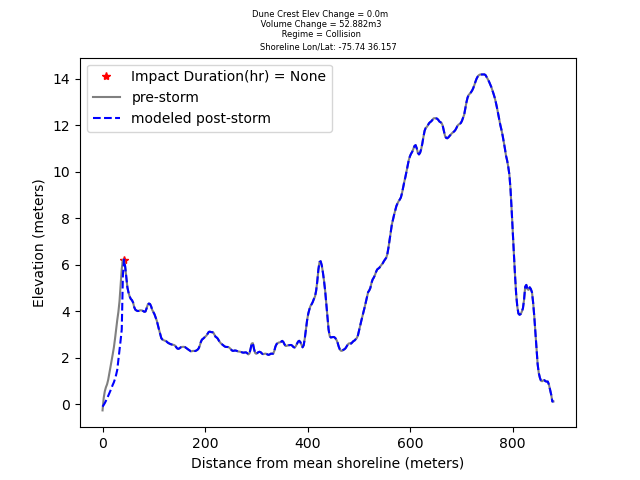 Dune Crest Elev Change = 0.0m
Volume Change = 52.882m
Regime = Collision
Shoreline Lon/Lat: -75.74 36.157
Impact Duration(hr) = None
pre-storm
modeled post-storm
14
12
10
8
6
4
2
0
Elevation (meters)
0 200 400 600 800
Distance from mean shoreline (meters)